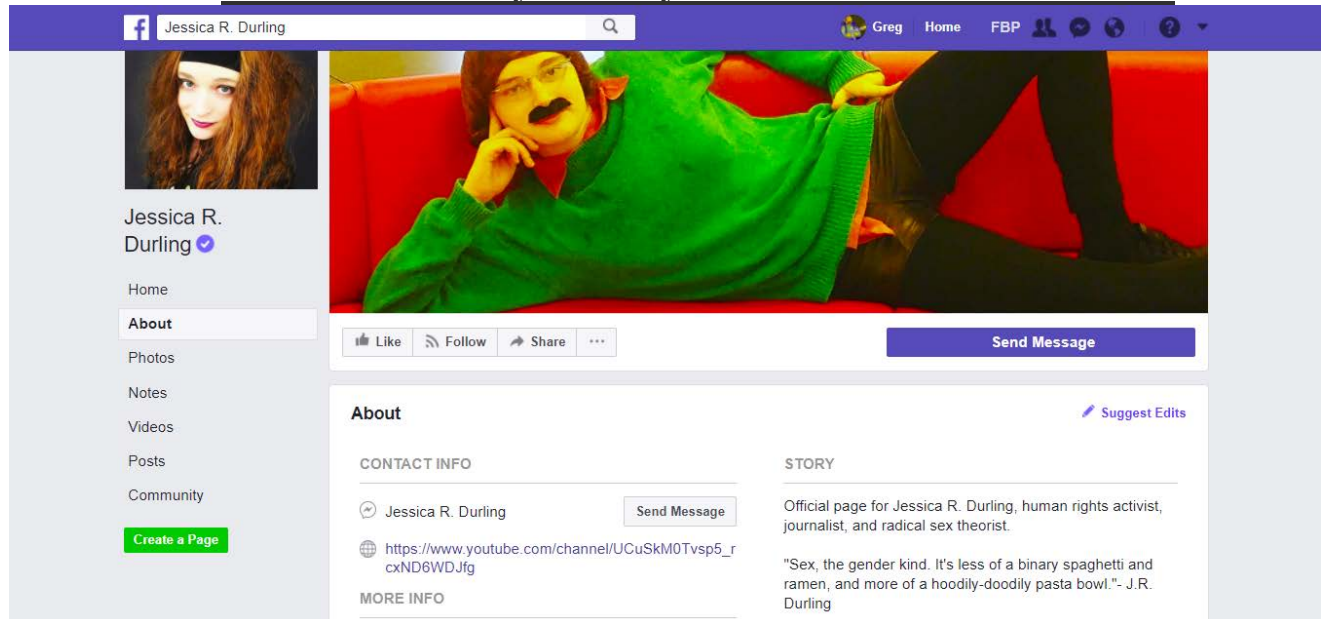 Jessica R. Durling
Greg
Home
FBP
Jessica R.
Durling
Home
About
Photos
Notes
Videos
Posts
Community
Create a Page
Like
Follow
Share
Send Message
About
Suggest Edits
CONTACT INFO
Jessica R. Durling
Send Message
https://www.youtube.com/channel/UCuSkM0Tvsp5_r
cxND6WDJfg
MORE INFO
STORY
Official page for Jessica R. Durling, human rights activist,
journalist, and radical sex theorist.
"Sex, the gender kind. It's less of a binary spaghetti and
ramen, and more of a hoodily-doodily pasta bowl."- J.R.
Durling